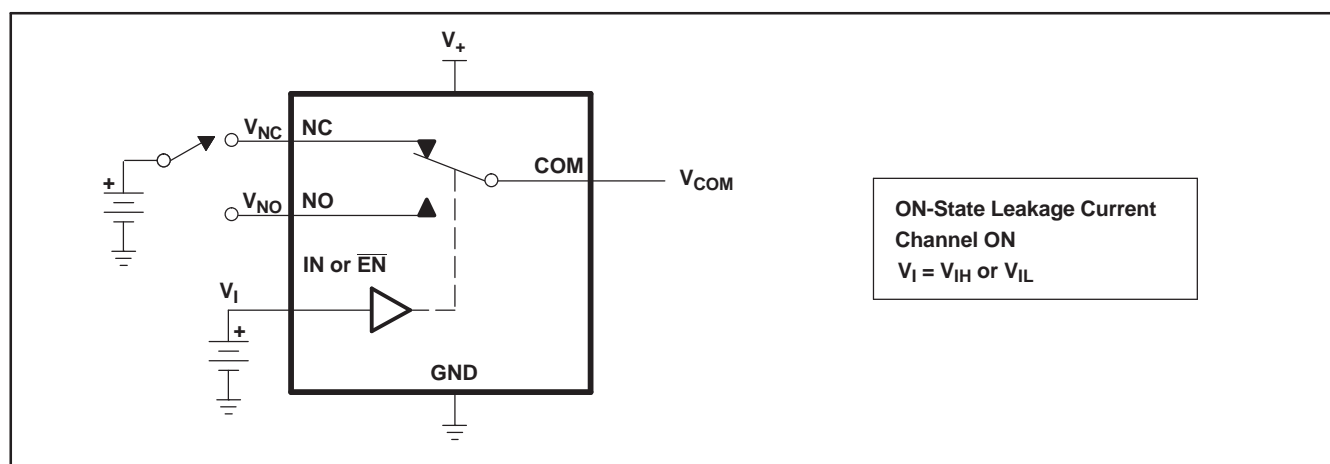 V+
VNC NC
COM
VCOM
VNO NO
IN or E̅N̅
VI
GND
+
+
ON-State Leakage Current
Channel ON
VI = VIH or VIL